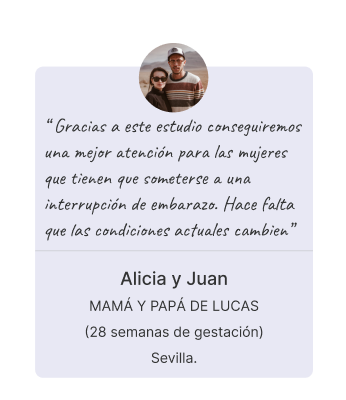 “Gracias a este estudio conseguiremos
una mejor atención para las mujeres
que tienen que someterse a una
interrupción de embarazo. Hace falta
que las condiciones actuales cambien”
Alicia y Juan
MAMÁ Y PAPÁ DE LUCAS
(28 semanas de gestación)
Sevilla.